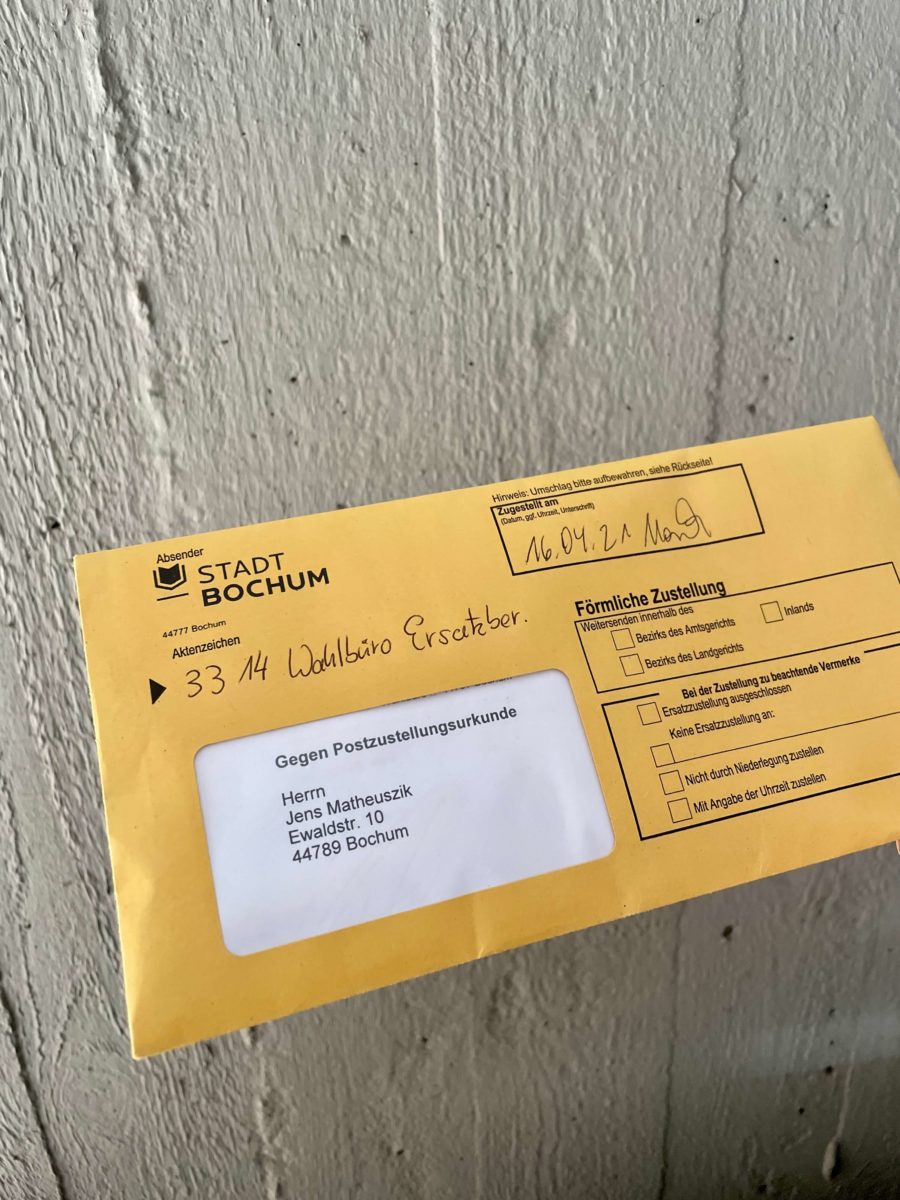 Hinweis: Umschlag bitte aufbewahren, siehe Rückseite!
Zugestellt am
(Datum, ggf. Uhrzeit, Unterschrift)
16.04.21
Absender
STADT
BOCHUM
44777 Bochum
Aktenzeichen
33 14 Wahlbüro Ersatzber.
Förmliche Zustellung
Weitersenden innerhalb des
Bezirks des Amtsgerichts
Inlands
Bezirks des Landgerichts
Bei der Zustellung zu beachtende Vermerke
Ersatzzustellung ausgeschlossen
Keine Ersatzzustellung an:
Nicht durch Niederlegung zustellen
Mit Angabe der Uhrzeit zustellen
Gegen Postzustellungsurkunde
Herrn
Jens Matheuszik
Ewaldstr. 10
44789 Bochum